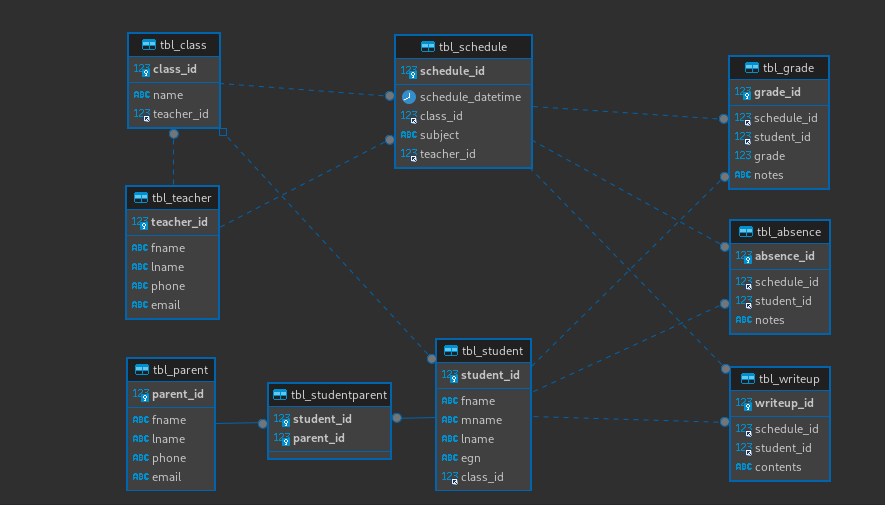 tbl_class
123 class_id
ABC name
123 teacher_id
tbl_schedule
123 schedule_id
schedule_datetime
123 class_id
ABC subject
123 teacher_id
tbl_grade
123 grade_id
123 schedule_id
123 student_id
123 grade
ABC notes
tbl_teacher
123 teacher_id
ABC fname
ABC lname
ABC phone
ABC email
tbl_absence
123 absence_id
123 schedule_id
123 student_id
ABC notes
tbl_parent
123 parent_id
ABC fname
ABC lname
ABC phone
ABC email
tbl_studentparent
123 student_id
123 parent_id
tbl_student
123 student_id
ABC fname
ABC mname
ABC lname
ABC egn
123 class_id
tbl_writeup
123 writeup_id
123 schedule_id
123 student_id
ABC contents